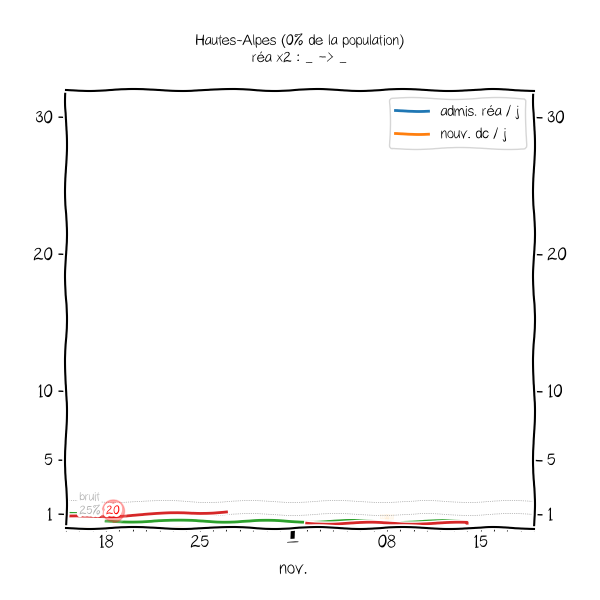 Hautes-Alpes (0% de la population)
réa x2 : _ -> _
admis. réa / j
nouv. dc / j
30
30
20
20
10
10
5
5
bruit
25% 20
1
1
18 25 _ 08 15
nov.